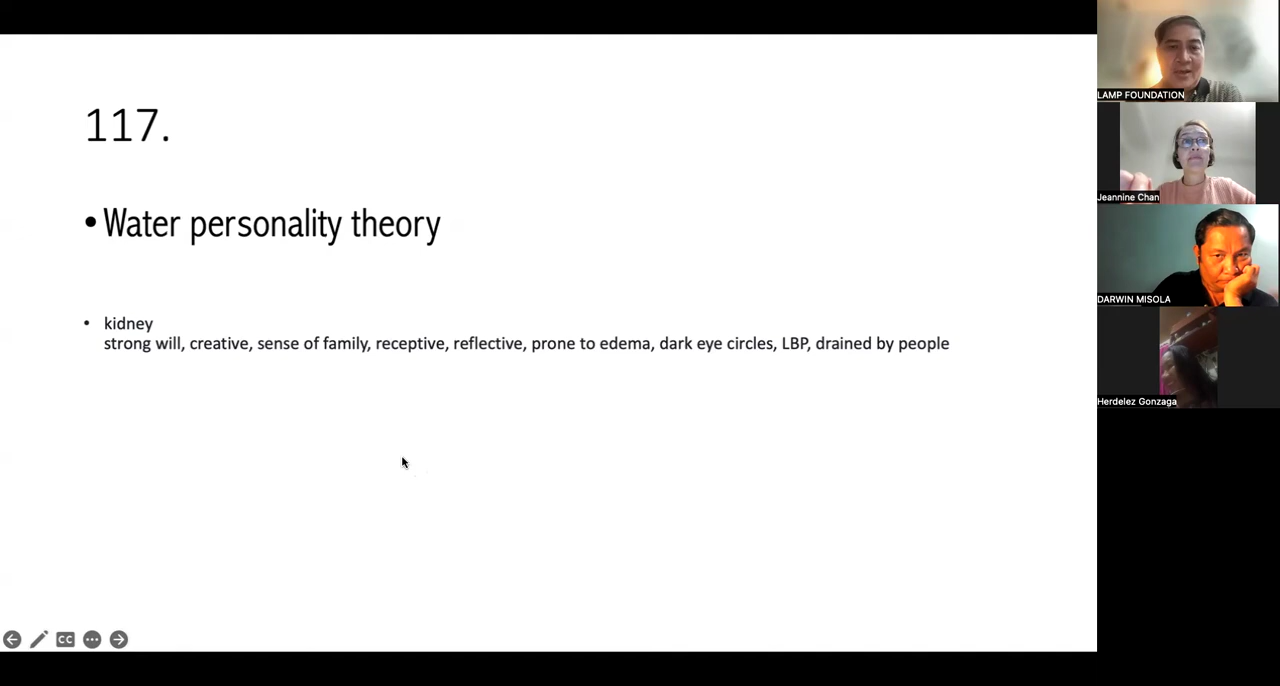 117.
• Water personality theory
• kidney
strong will, creative, sense of family, receptive, reflective, prone to edema, dark eye circles, LBP, drained by people
CC
LAMP FOUNDATION
Jeannine Chan
DARWIN MISOLA
Herdelez Gonzaga